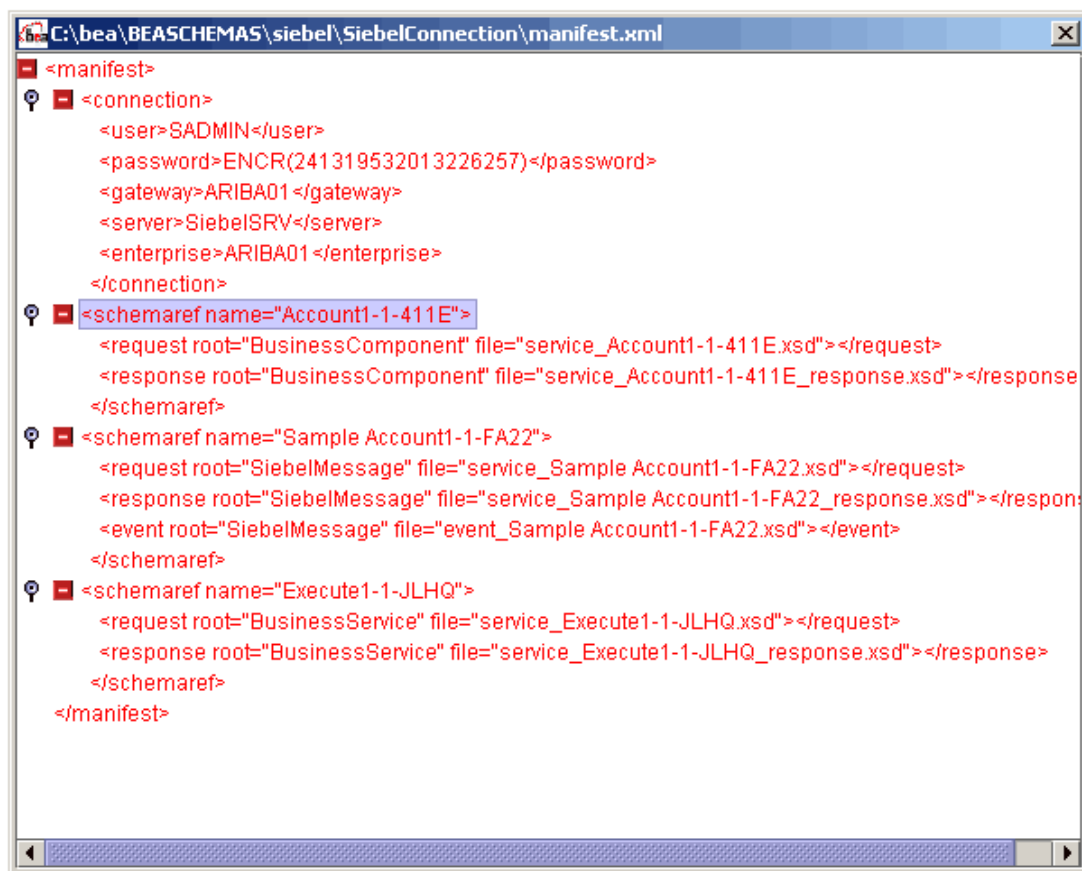 bea C:\bea\BEASCHEMAS\siebel\SiebelConnection\manifest.xml
<manifest>
<connection>
<user>SADMIN</user>
<password>ENCR(241319532013226257)</password>
<gateway>ARIBA01</gateway>
<server>SiebelSRV</server>
<enterprise>ARIBA01</enterprise>
</connection>
<schemaref name="Account1-1-411E">
<request root="BusinessComponent" file="service_Account1-1-411E.xsd"></request>
<response root="BusinessComponent" file="service_Account1-1-411E_response.xsd"></response
</schemaref>
<schemaref name="Sample Account1-1-FA22">
<request root="SiebelMessage" file="service_Sample Account1-1-FA22.xsd"></request>
<response root="SiebelMessage" file="service_Sample Account1-1-FA22_response.xsd"></respon
<event root="SiebelMessage" file="event_Sample Account1-1-FA22.xsd"></event>
</schemaref>
<schemaref name="Execute1-1-JLHQ">
<request root="BusinessService" file="service_Execute1-1-JLHQ.xsd"></request>
<response root="BusinessService" file="service_Execute1-1-JLHQ_response.xsd"></response>
</schemaref>
</manifest>